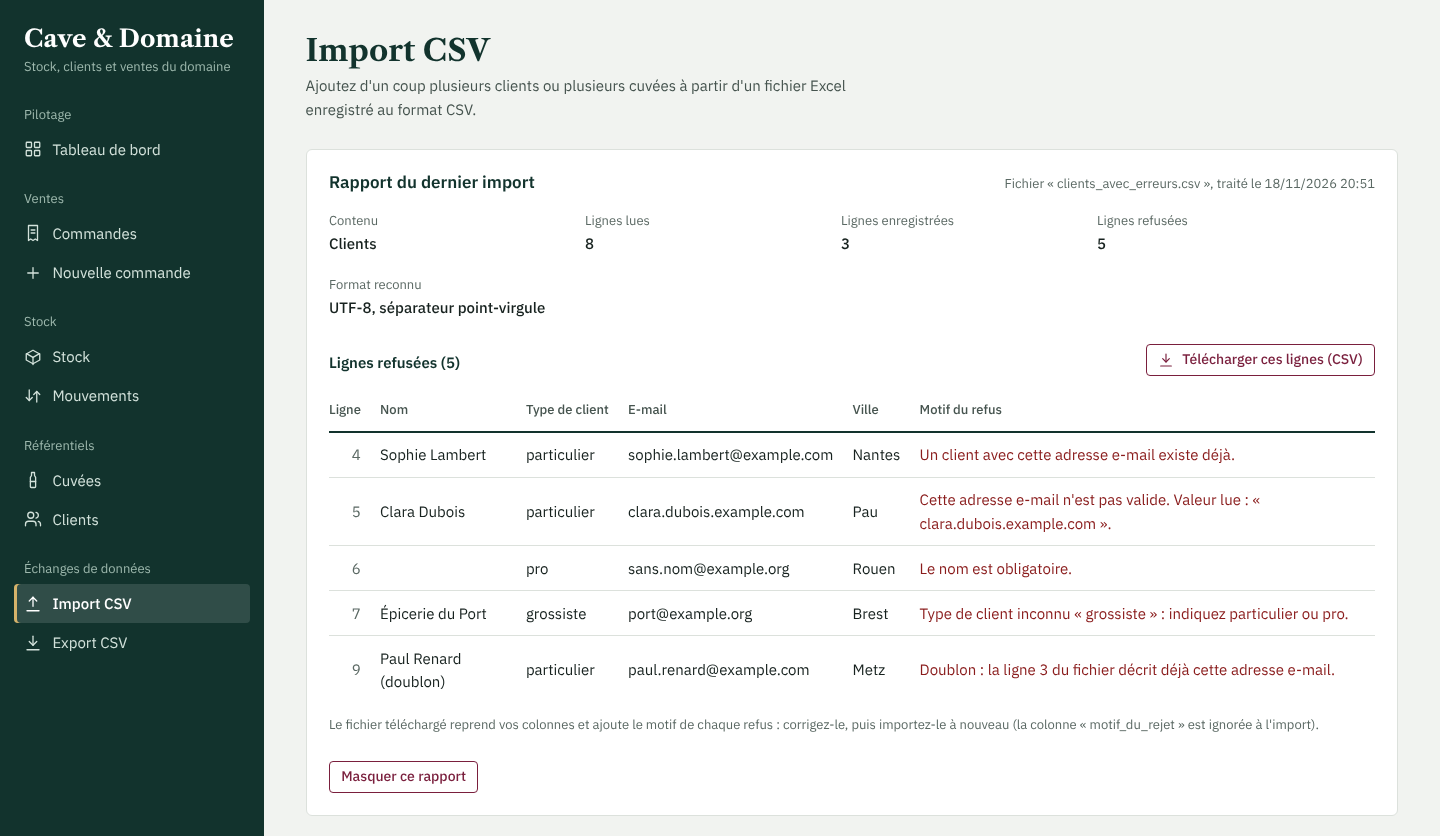 Cave & Domaine
Stock, clients et ventes du domaine
Pilotage
Tableau de bord
Ventes
Commandes
Nouvelle commande
Stock
Stock
Mouvements
Référentiels
Cuvées
Clients
Échanges de données
Import CSV
Export CSV
Import CSV
Ajoutez d'un coup plusieurs clients ou plusieurs cuvées à partir d'un fichier Excel
enregistré au format CSV.
Rapport du dernier import
Fichier « clients_avec_erreurs.csv », traité le 18/11/2026 20:51
Contenu Lignes lues Lignes enregistrées Lignes refusées
Clients 8 3 5
Format reconnu
UTF-8, séparateur point-virgule
Lignes refusées (5)
Télécharger ces lignes (CSV)
Ligne Nom Type de client E-mail Ville Motif du refus
4 Sophie Lambert particulier sophie.lambert@example.com Nantes Un client avec cette adresse e-mail existe déjà.
5 Clara Dubois particulier clara.dubois.example.com Pau Cette adresse e-mail n'est pas valide. Valeur lue : «
clara.dubois.example.com ».
6 pro sans.nom@example.org Rouen Le nom est obligatoire.
7 Épicerie du Port grossiste port@example.org Brest Type de client inconnu « grossiste » : indiquez particulier ou pro.
9 Paul Renard
(doublon) particulier paul.renard@example.com Metz Doublon : la ligne 3 du fichier décrit déjà cette adresse e-mail.
Le fichier téléchargé reprend vos colonnes et ajoute le motif de chaque refus : corrigez-le, puis importez-le à nouveau (la colonne « motif_du_rejet » est ignorée à l'import).
Masquer ce rapport